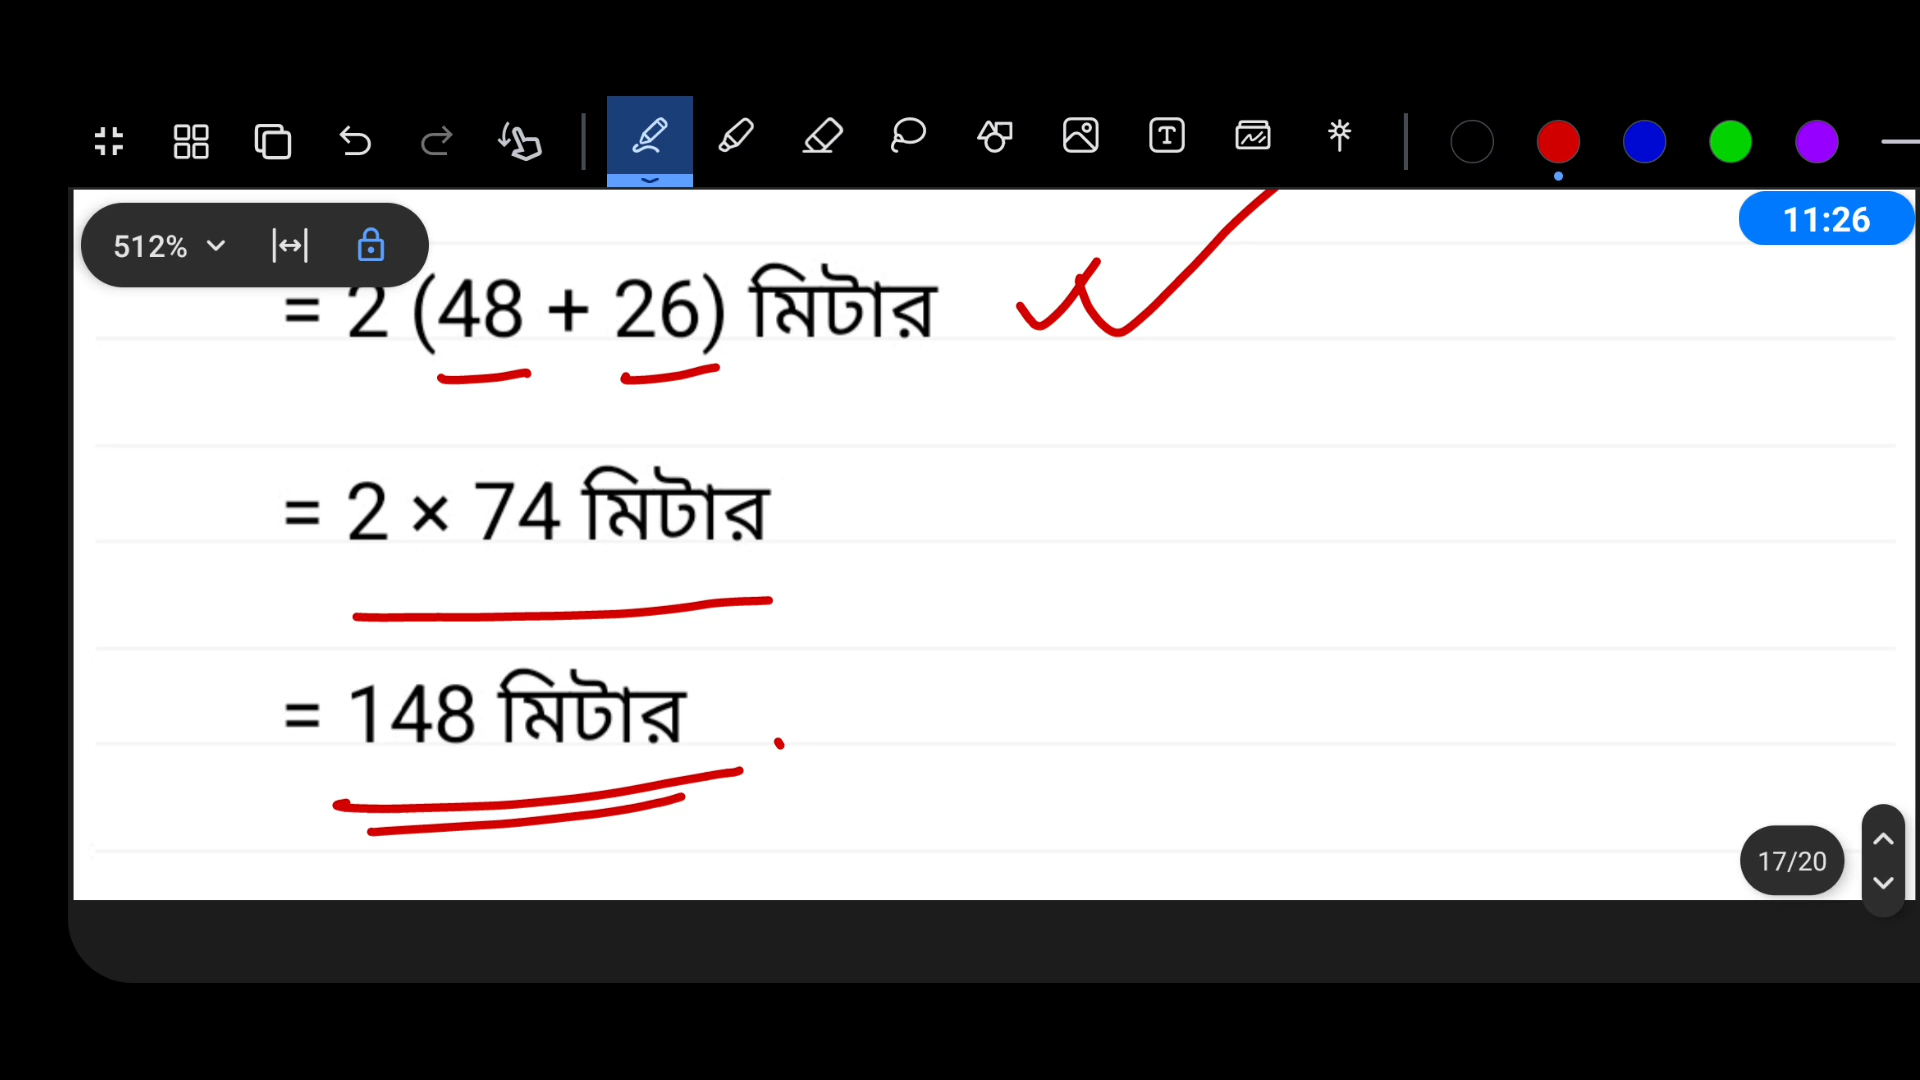 512%
11:26
= 2 (48 + 26) মিটার
= 2 × 74 মিটার
= 148 মিটার
17/20